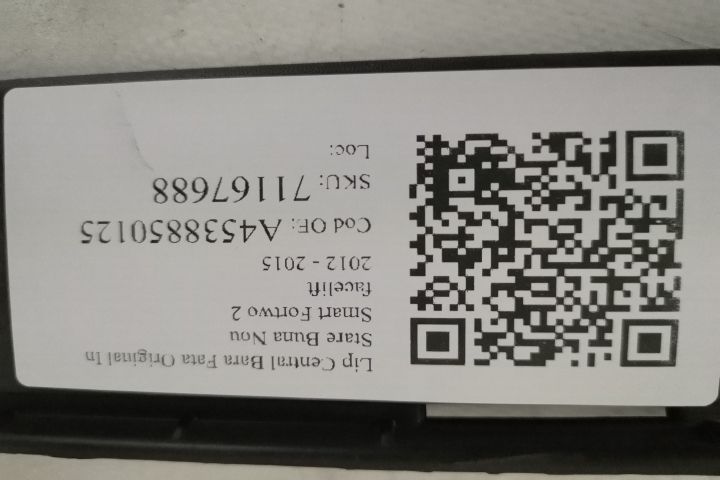 Lip Central Bara Fata Original In
Stare Buna Nou
Smart Fortwo 2
facelift
2012 - 2015
Cod OE: A4538850125
SKU: 71167688
Loc: